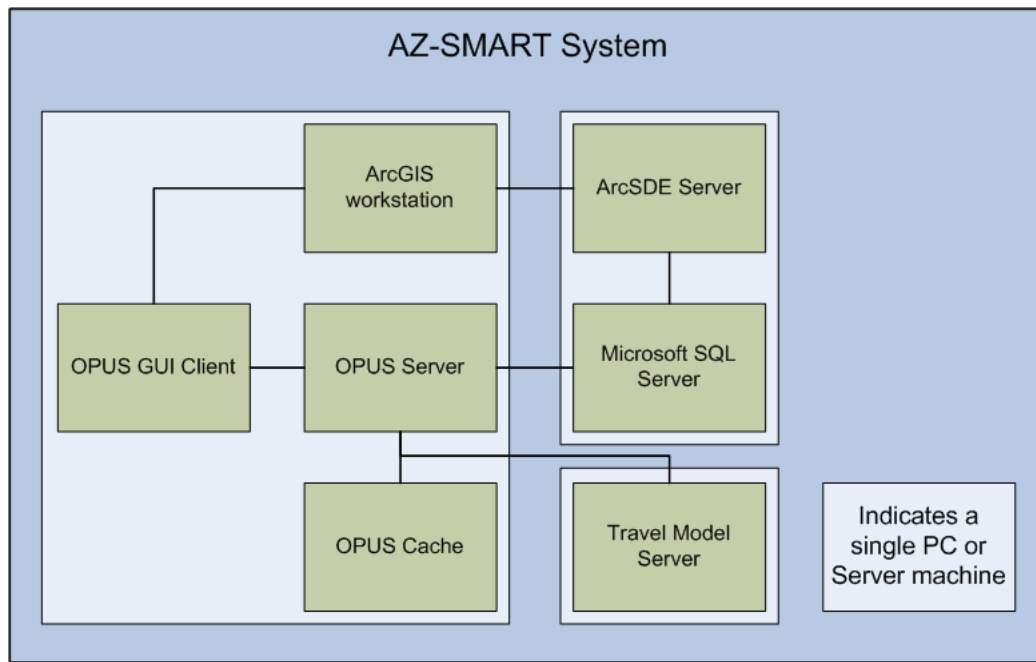 AZ-SMART System
ArcGIS
workstation
ArcSDE Server
OPUS GUI Client
OPUS Server
Microsoft SQL
Server
OPUS Cache
Travel Model
Server
Indicates a
single PC or
Server machine